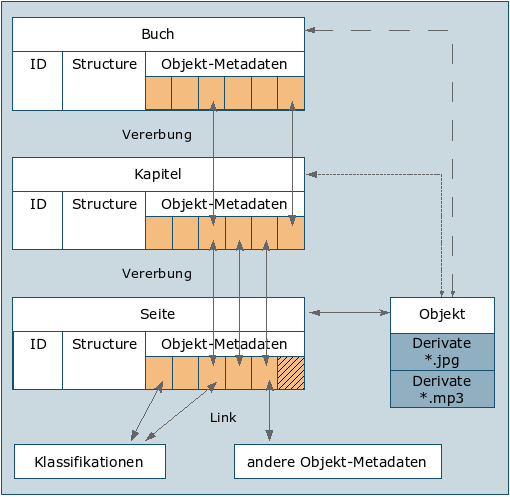 Buch
ID Structure Objekt-Metadaten
Vererbung
Kapitel
ID Structure Objekt-Metadaten
Vererbung
Seite
ID Structure Objekt-Metadaten
Objekt
Derivate
*.jpg
Derivate
*.mp3
Link
Klassifikationen
andere Objekt-Metadaten